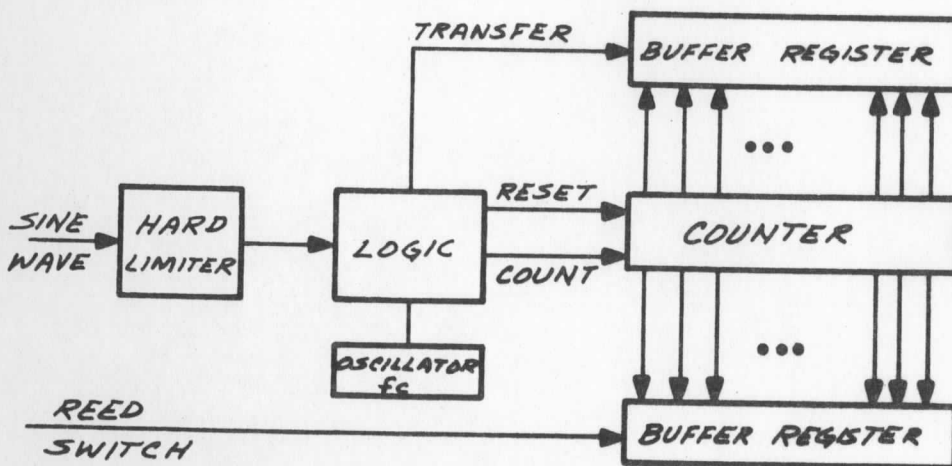 TRANSFER
BUFFER REGISTER
SINE
WAVE
HARD
LIMITER
LOGIC
RESET
COUNT
COUNTER
OSCILLATOR
fc
REED
SWITCH
BUFFER REGISTER